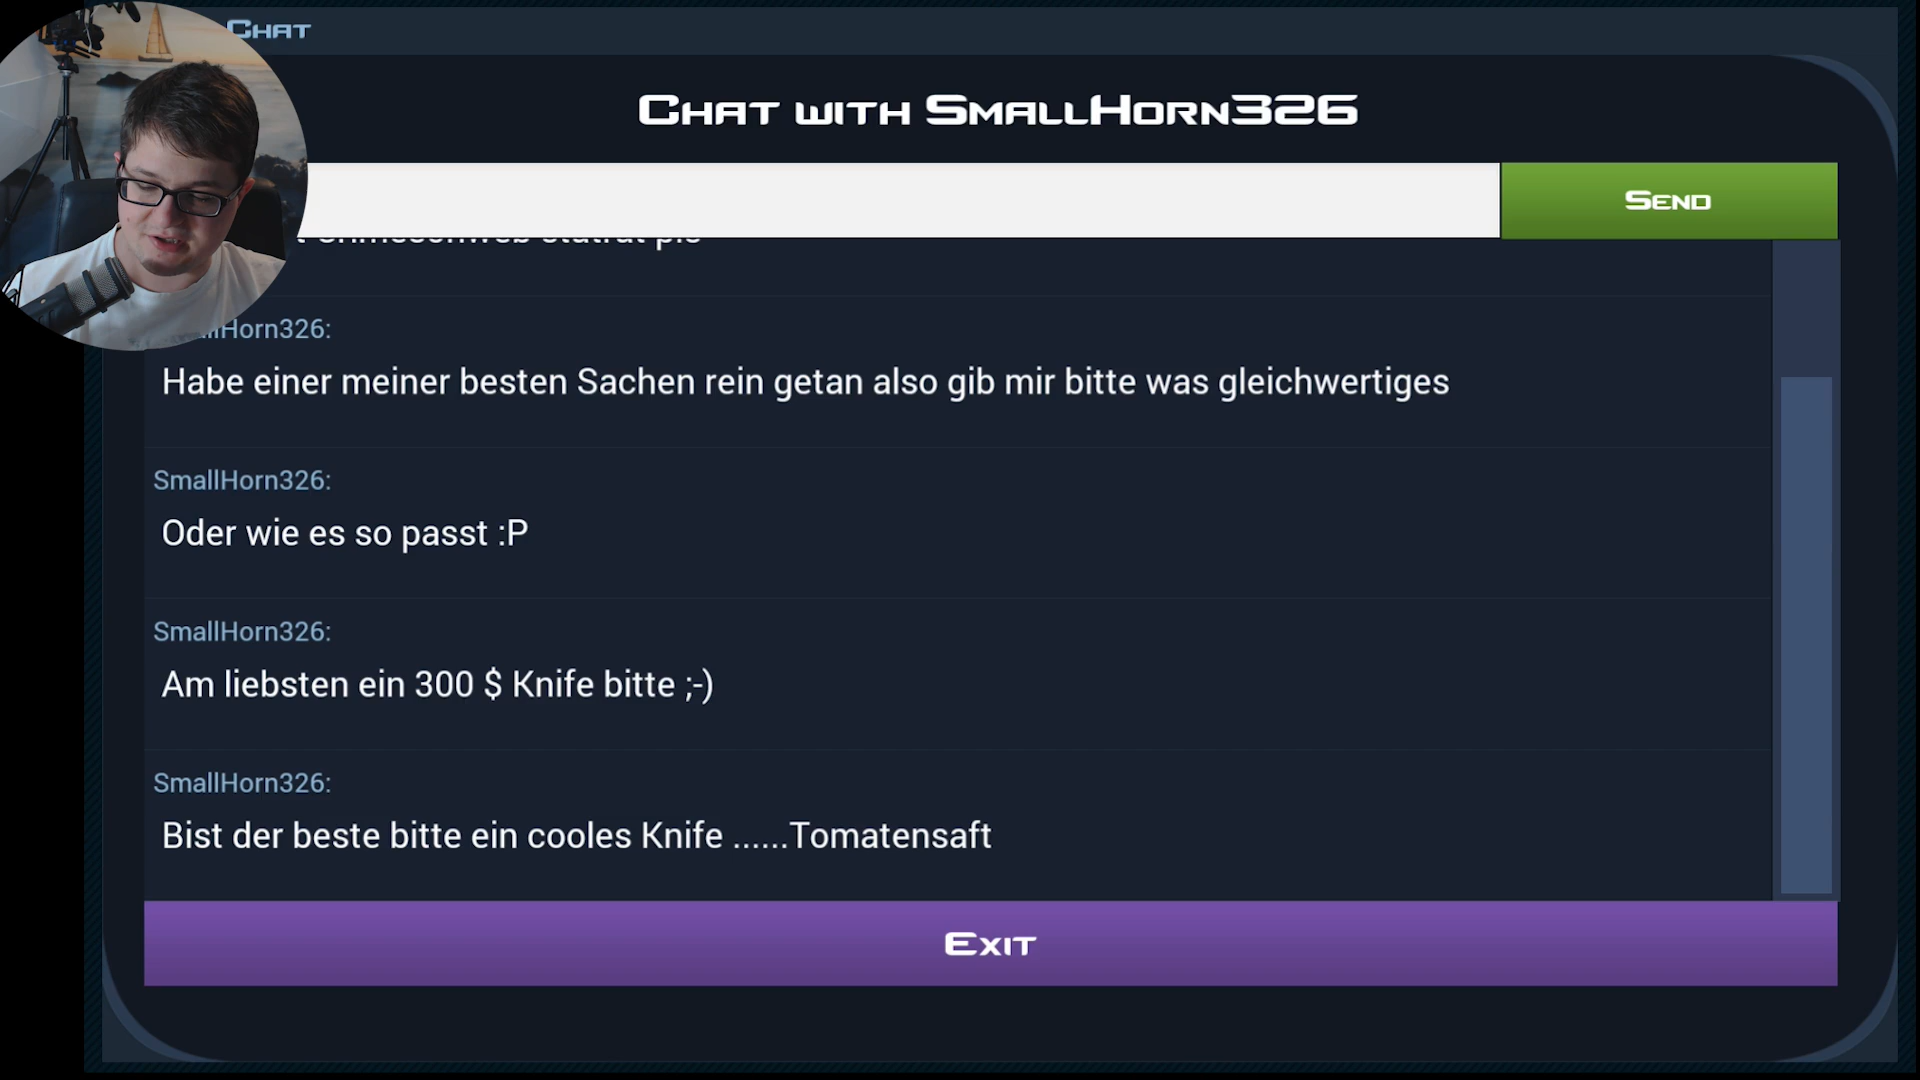 Chat
Chat with SmallHorn326
Send
pls
Horn326:
Habe einer meiner besten Sachen rein getan also gib mir bitte was gleichwertiges
SmallHorn326:
Oder wie es so passt :P
SmallHorn326:
Am liebsten ein 300 $ Knife bitte ;-)
SmallHorn326:
Bist der beste bitte ein cooles Knife ......Tomatensaft
Exit